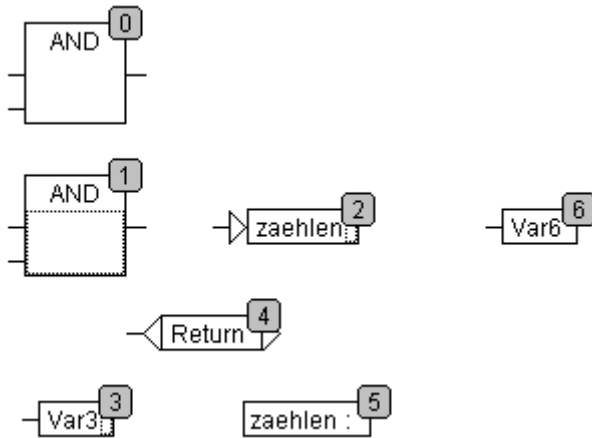 0
AND
1
AND
2
zaehlen
6
Var6
4
Return
3
Var3
5
zaehlen :